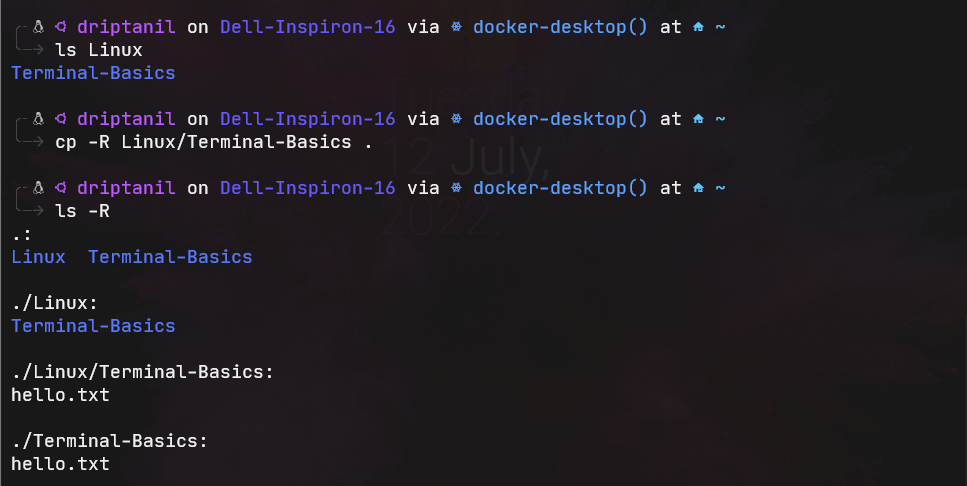 driptanil on Dell-Inspiron-16 via docker-desktop() at ~
ls Linux
Terminal-Basics
driptanil on Dell-Inspiron-16 via docker-desktop() at ~
cp -R Linux/Terminal-Basics .
driptanil on Dell-Inspiron-16 via docker-desktop() at ~
ls -R
.:
Linux  Terminal-Basics
./Linux:
Terminal-Basics
./Linux/Terminal-Basics:
hello.txt
./Terminal-Basics:
hello.txt
Tuesday
12 July,
2022.